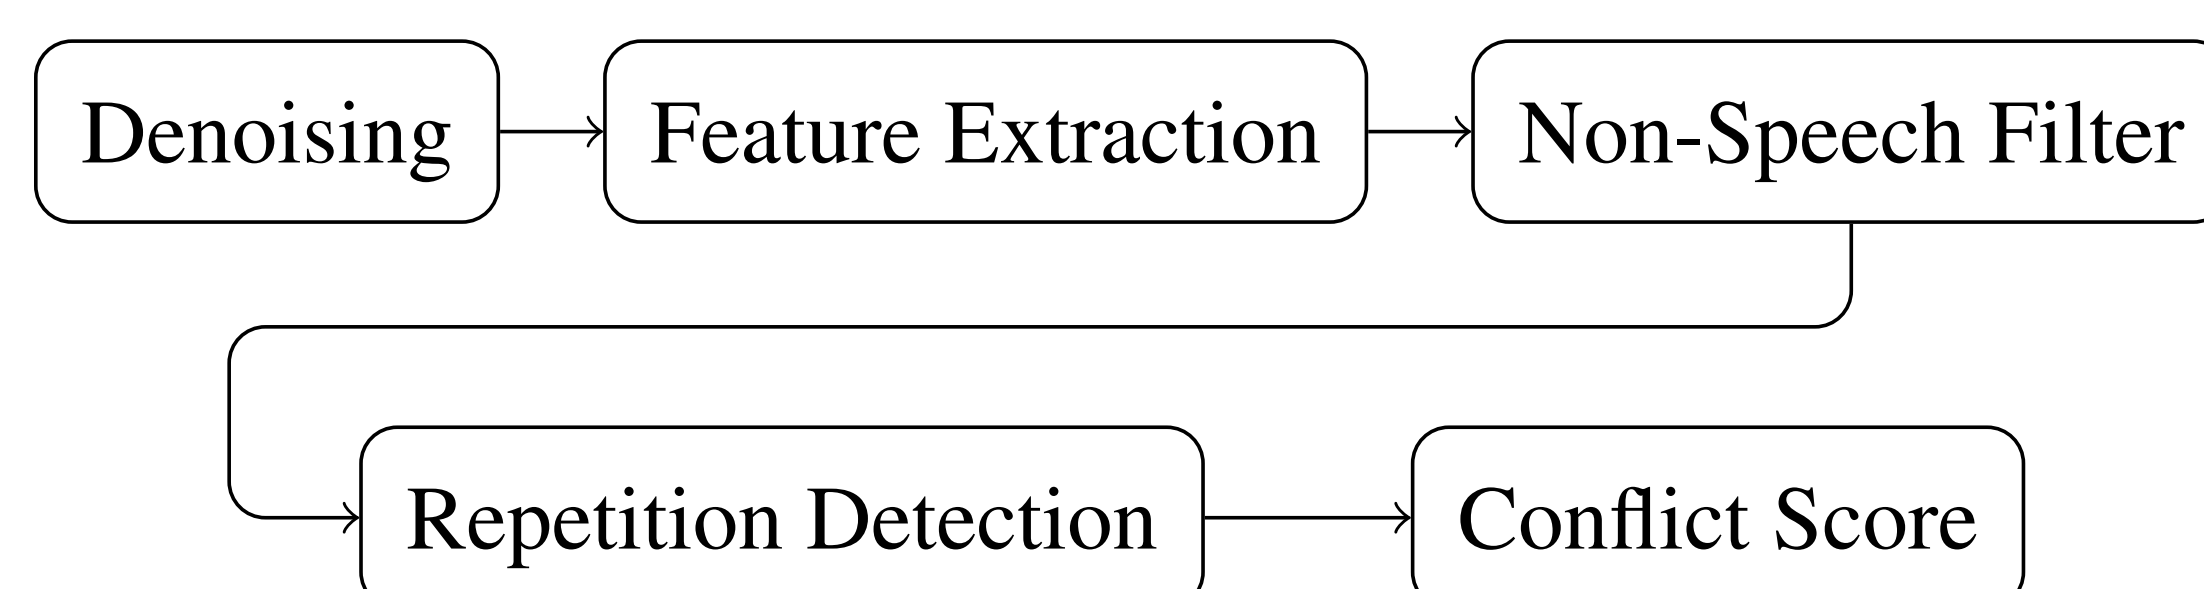 Denoising
Feature Extraction
Non-Speech Filter
Repetition Detection
Conflict Score